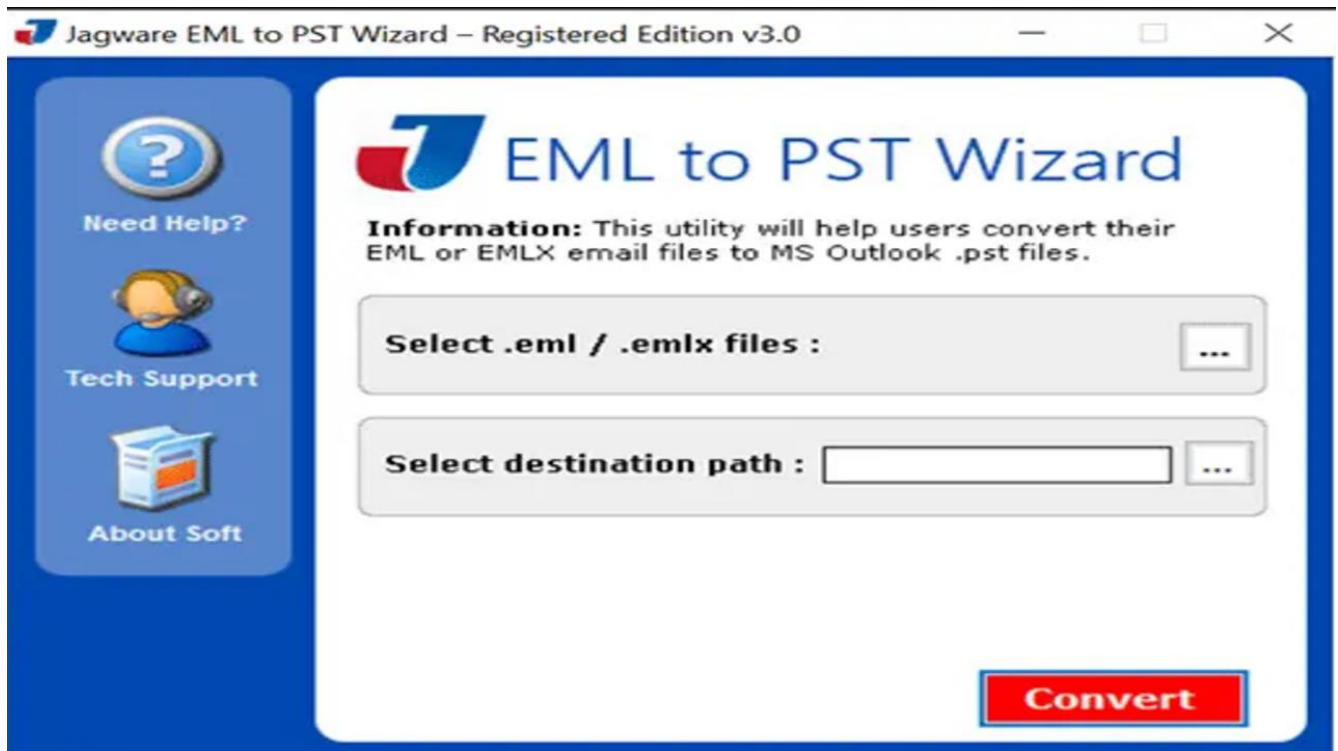 Jagware EML to PST Wizard – Registered Edition v3.0
Need Help?
Tech Support
About Soft
EML to PST Wizard
Information: This utility will help users convert their
EML or EMLX email files to MS Outlook .pst files.
Select .eml / .emlx files :
...
Select destination path :
...
Convert